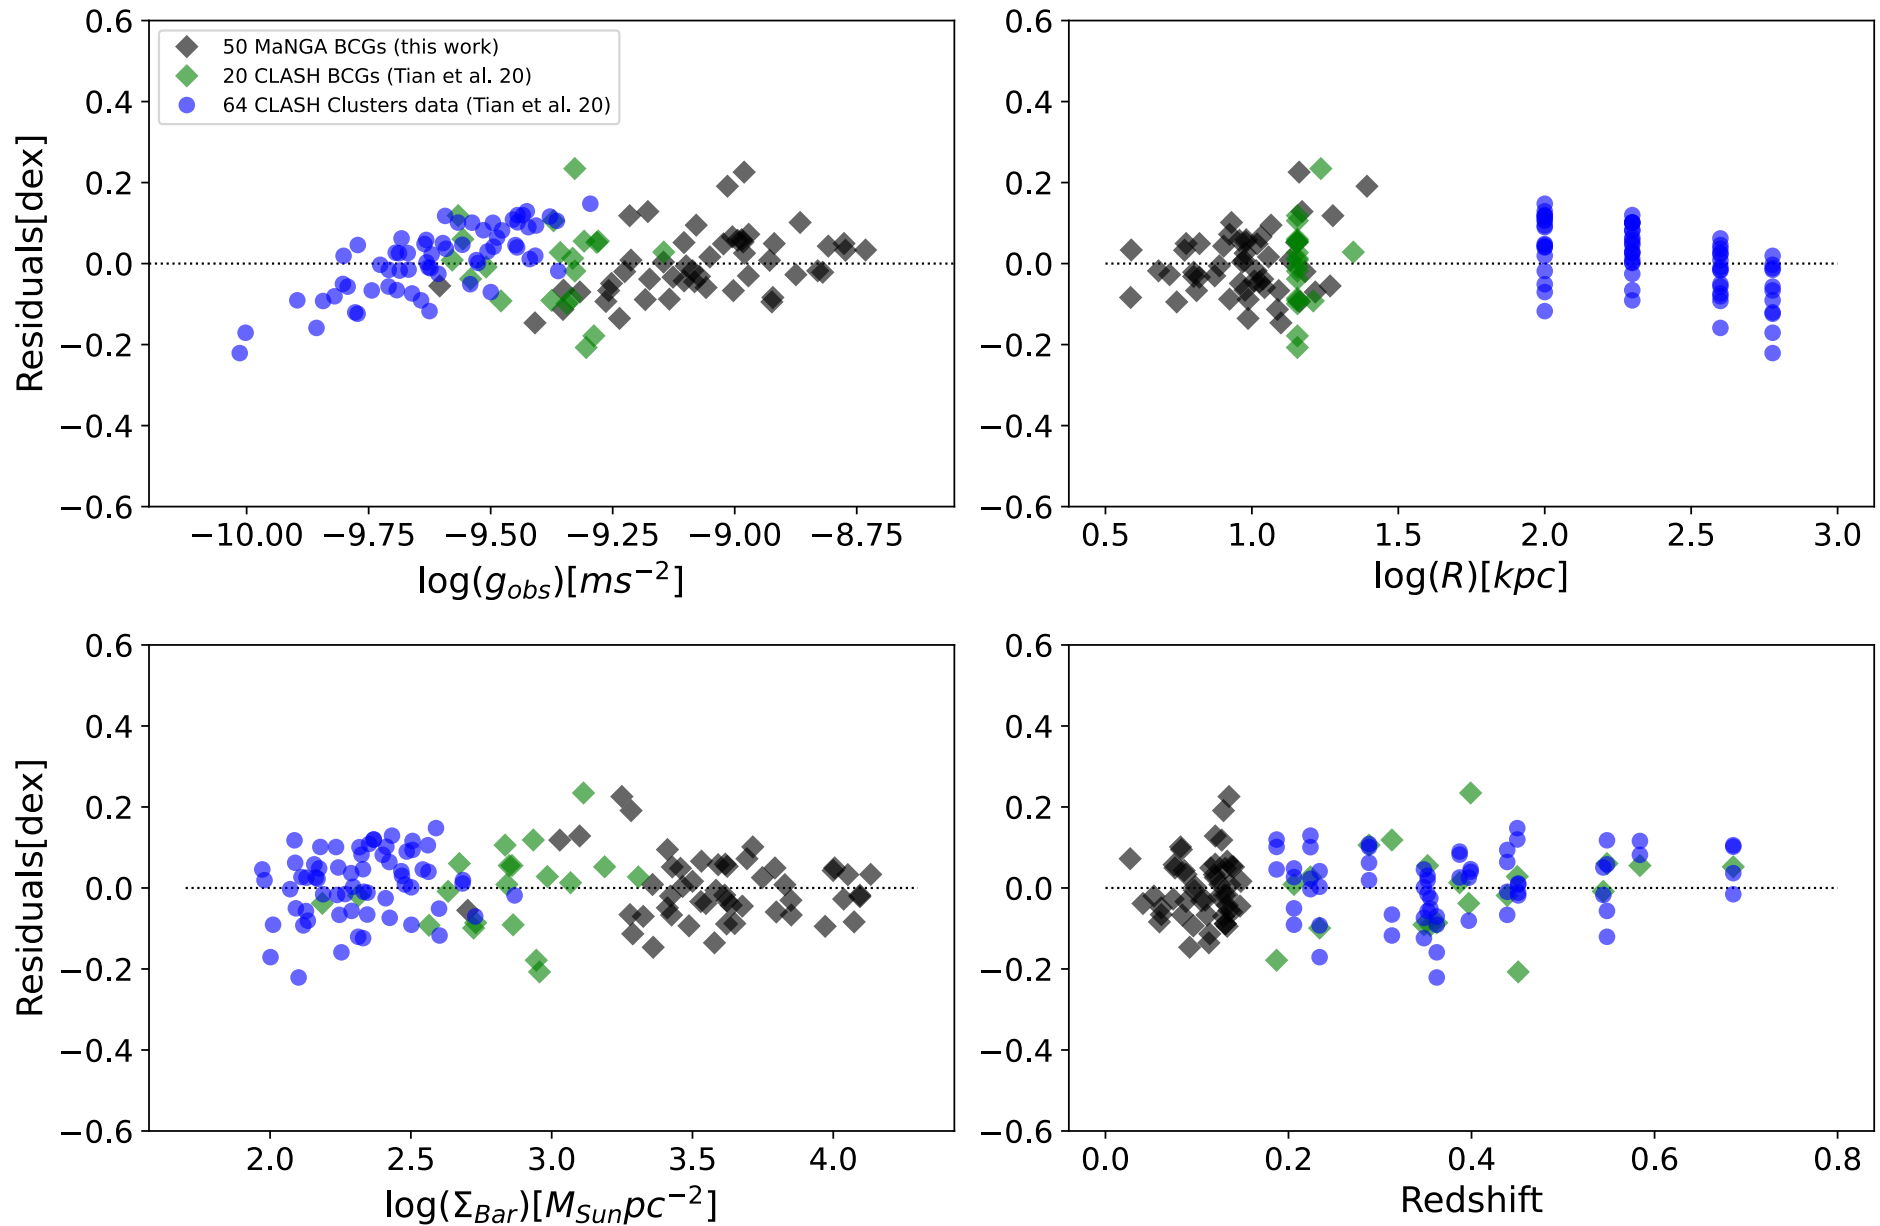 0.6
0.4
0.2
0.0
−0.2
−0.4
−0.6
Residuals[dex]
50 MaNGA BCGs (this work)
20 CLASH BCGs (Tian et al. 20)
64 CLASH Clusters data (Tian et al. 20)
−10.00 −9.75 −9.50 −9.25 −9.00 −8.75
log(g_{obs})[ms^{−2}]
0.6
0.4
0.2
0.0
−0.2
−0.4
−0.6
0.5 1.0 1.5 2.0 2.5 3.0
log(R)[kpc]
0.6
0.4
0.2
0.0
−0.2
−0.4
−0.6
Residuals[dex]
2.0 2.5 3.0 3.5 4.0
log(Σ_{Bar})[M_{Sun}pc^{−2}]
0.6
0.4
0.2
0.0
−0.2
−0.4
−0.6
0.0 0.2 0.4 0.6 0.8
Redshift